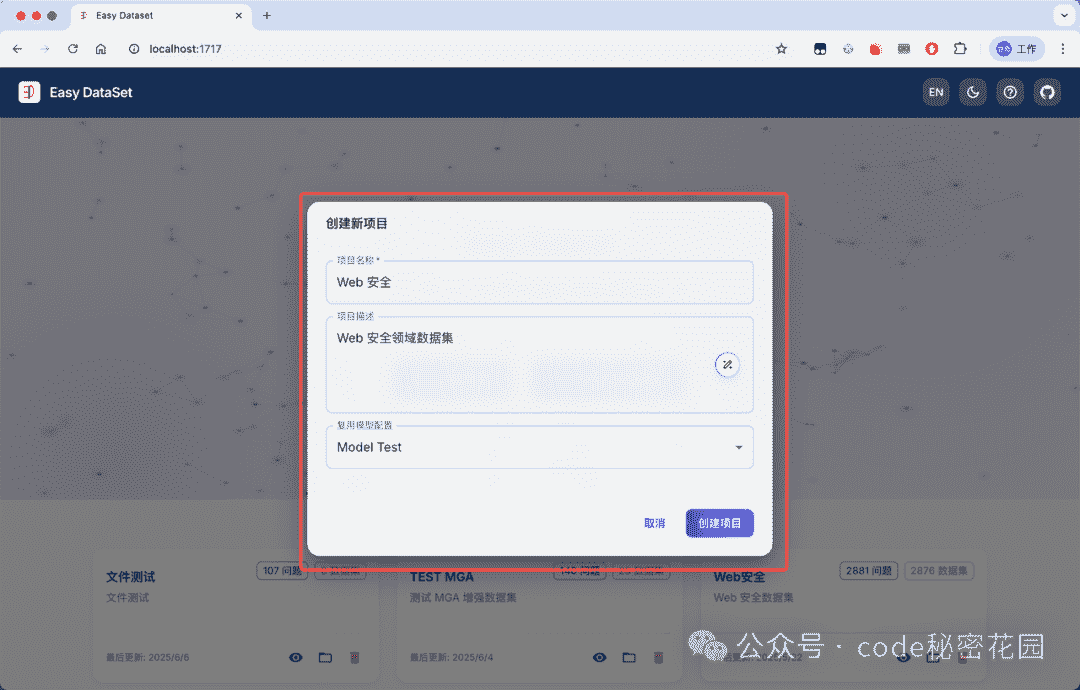 Easy Dataset
localhost:1717
工作
Easy DataSet
EN
创建新项目
项目名称 *
Web 安全
项目描述
Web 安全领域数据集
复用模型配置
Model Test
取消
创建项目
文件测试
107 问题
文件测试
最后更新: 2025/6/6
TEST MGA
测试 MGA 增强数据集
最后更新: 2025/6/4
Web安全
2881 问题
2876 数据集
Web 安全数据集
公众号 · code秘密花园